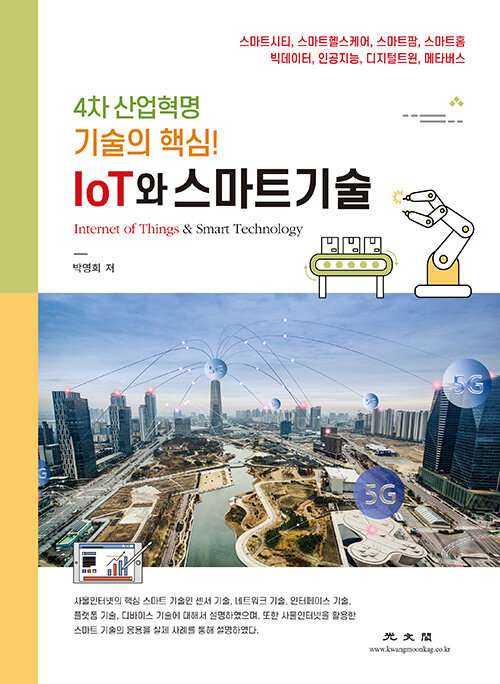 스마트시티, 스마트헬스케어, 스마트팜, 스마트홈
빅데이터, 인공지능, 디지털트윈, 메타버스
4차 산업혁명
기술의 핵심!
IoT와 스마트기술
Internet of Things & Smart Technology
박영희 저
5G
5G
5G
5G
5G
사물인터넷의 핵심 스마트 기술인 센서 기술, 네트워크 기술, 인터페이스 기술,
플랫폼 기술, 디바이스 기술에 대해서 설명하였으며, 또한 사물인터넷을 활용한
스마트 기술의 응용을 실제 사례를 통해 설명하였다.
光文閣
www.kwangmoonkag.co.kr